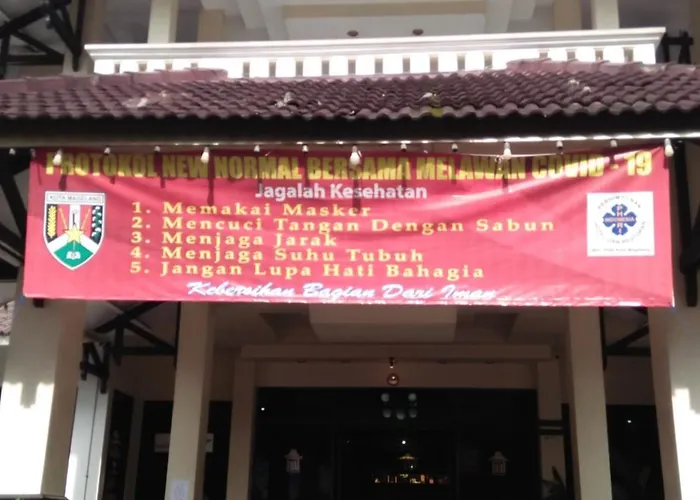 PROTOKOL NEW NORMAL BERSAMA MELAWAN COVID - 19
Jagalah Kesehatan
1. Memakai Masker
2. Mencuci Tangan Dengan Sabun
3. Menjaga Jarak
4. Menjaga Suhu Tubuh
5. Jangan Lupa Hati Bahagia
Kebersihan Bagian Dari Iman
KOTA MAGELANG
PHRI
INDONESIA